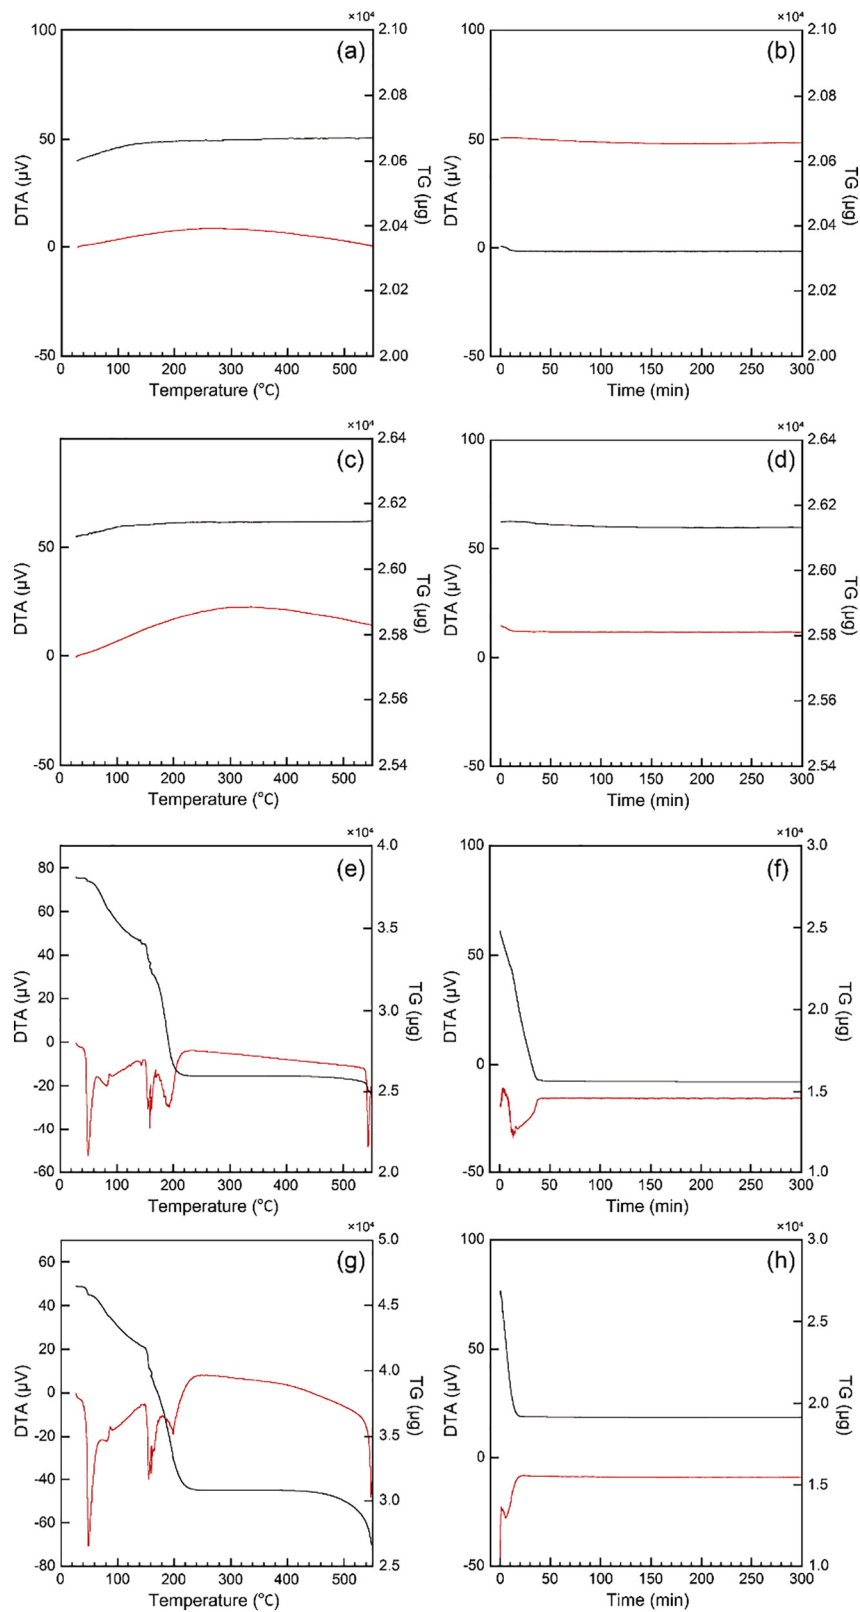 ×10⁴ ×10⁴
100 (a) 2.10 100 (b) 2.10
2.08 2.08
50 50
2.06 2.06
DTA (μV) TG (μg) DTA (μV) TG (μg)
2.04 2.04
0 0
2.02 2.02
-50 2.00 -50 2.00
0 100 200 300 400 500 0 50 100 150 200 250 300
Temperature (°C) Time (min)
×10⁴ ×10⁴
(c) 2.64 100 (d) 2.64
2.62 2.62
50 50
2.60 2.60
DTA (μV) TG (μg) DTA (μV) TG (μg)
2.58 2.58
0 0
2.56 2.56
-50 2.54 -50 2.54
0 100 200 300 400 500 0 50 100 150 200 250 300
Temperature (°C) Time (min)
×10⁴ ×10⁴
80 (e) 4.0 100 (f) 3.0
60 3.5 2.5
40 50
20 3.0 2.0
DTA (μV) TG (μg) DTA (μV) TG (μg)
0 0
-20 2.5 1.5
-40
-60 2.0 -50 1.0
0 100 200 300 400 500 0 50 100 150 200 250 300
Temperature (°C) Time (min)
×10⁴ ×10⁴
60 (g) 5.0 100 (h) 3.0
40 4.5 2.5
20 50
0 4.0 2.0
DTA (μV) TG (μg) DTA (μV) TG (μg)
-20 3.5 0
-40 1.5
-60 3.0
-80 2.5 -50 1.0
0 100 200 300 400 500 0 50 100 150 200 250 300
Temperature (°C) Time (min)